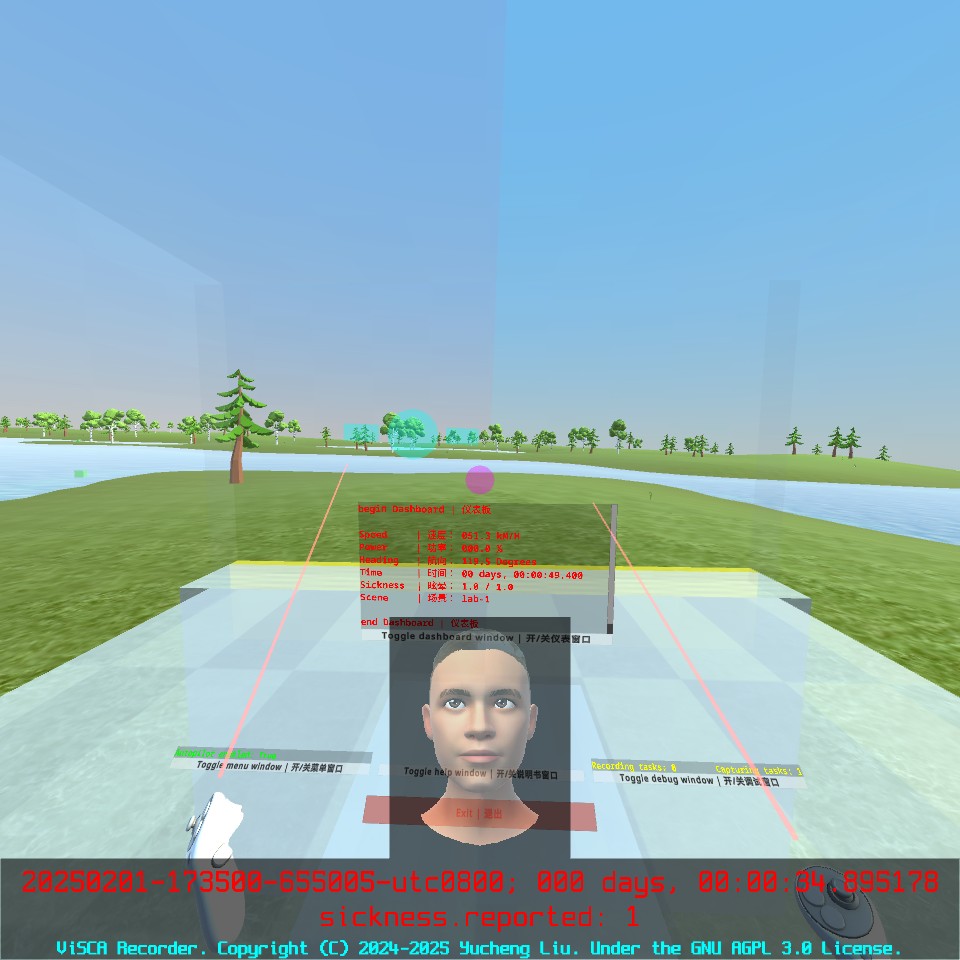 begin Dashboard | 仪表板
Speed | 速度: 051.3 kM/H
Power | 功率: 000.0 %
Heading | 航向: 319.5 Degrees
Time | 时间: 00 days, 00:00:49.400
Sickness | 眩晕: 1.0 / 1.0
Scene | 场景: lab-1
end Dashboard | 仪表板
Toggle dashboard window | 开/关仪表窗口
Toggle menu window | 开/关菜单窗口
Toggle help window | 开/关说明书窗口
Recording tasks: 0 Capturing tasks: 1
Toggle debug window | 开/关调试窗口
Exit | 退出
20250201-173500-655005-utc0800; 000 days, 00:00:34.895178
sickness.reported: 1
ViSCA Recorder. Copyright (C) 2024-2025 Yucheng Liu. Under the GNU AGPL 3.0 License.